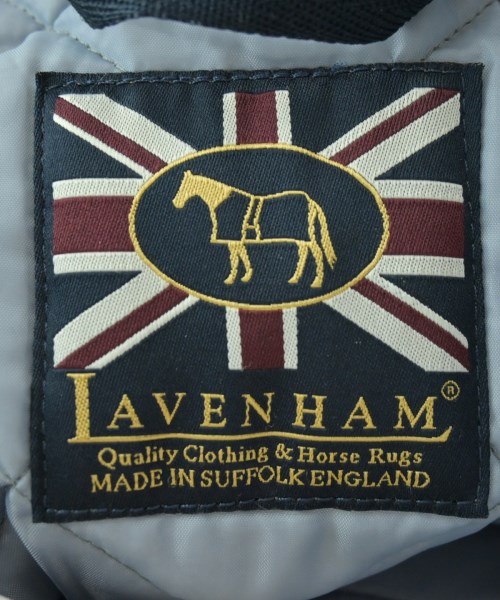 LAVENHAM®
Quality Clothing & Horse Rugs
MADE IN SUFFOLK ENGLAND